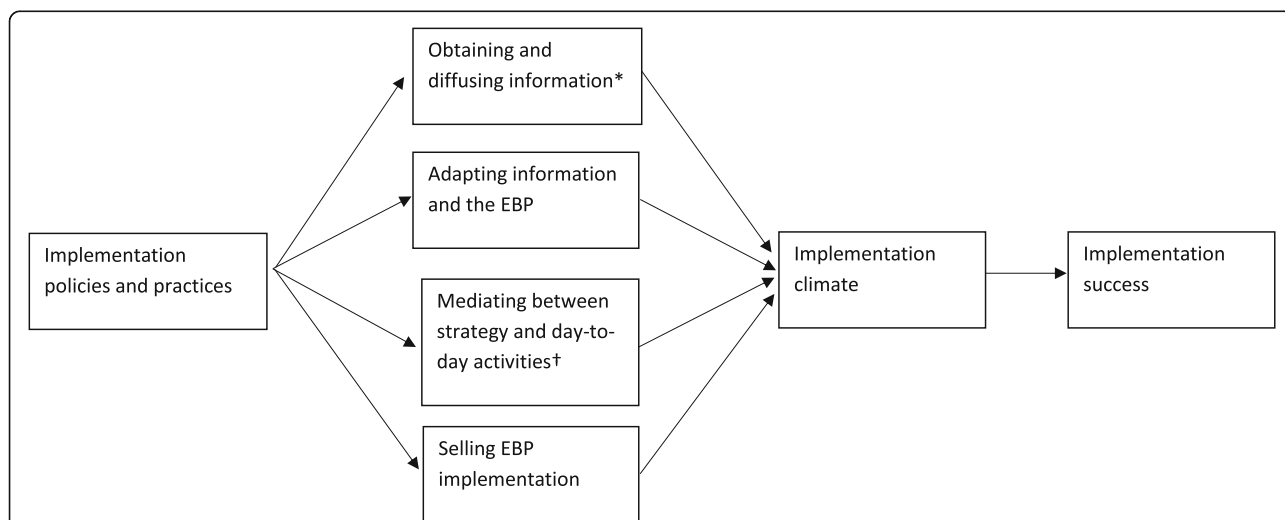 Obtaining and
diffusing information*
Adapting information
and the EBP
Implementation
policies and practices
Mediating between
strategy and day-to-
day activities†
Selling EBP
implementation
Implementation
climate
Implementation
success